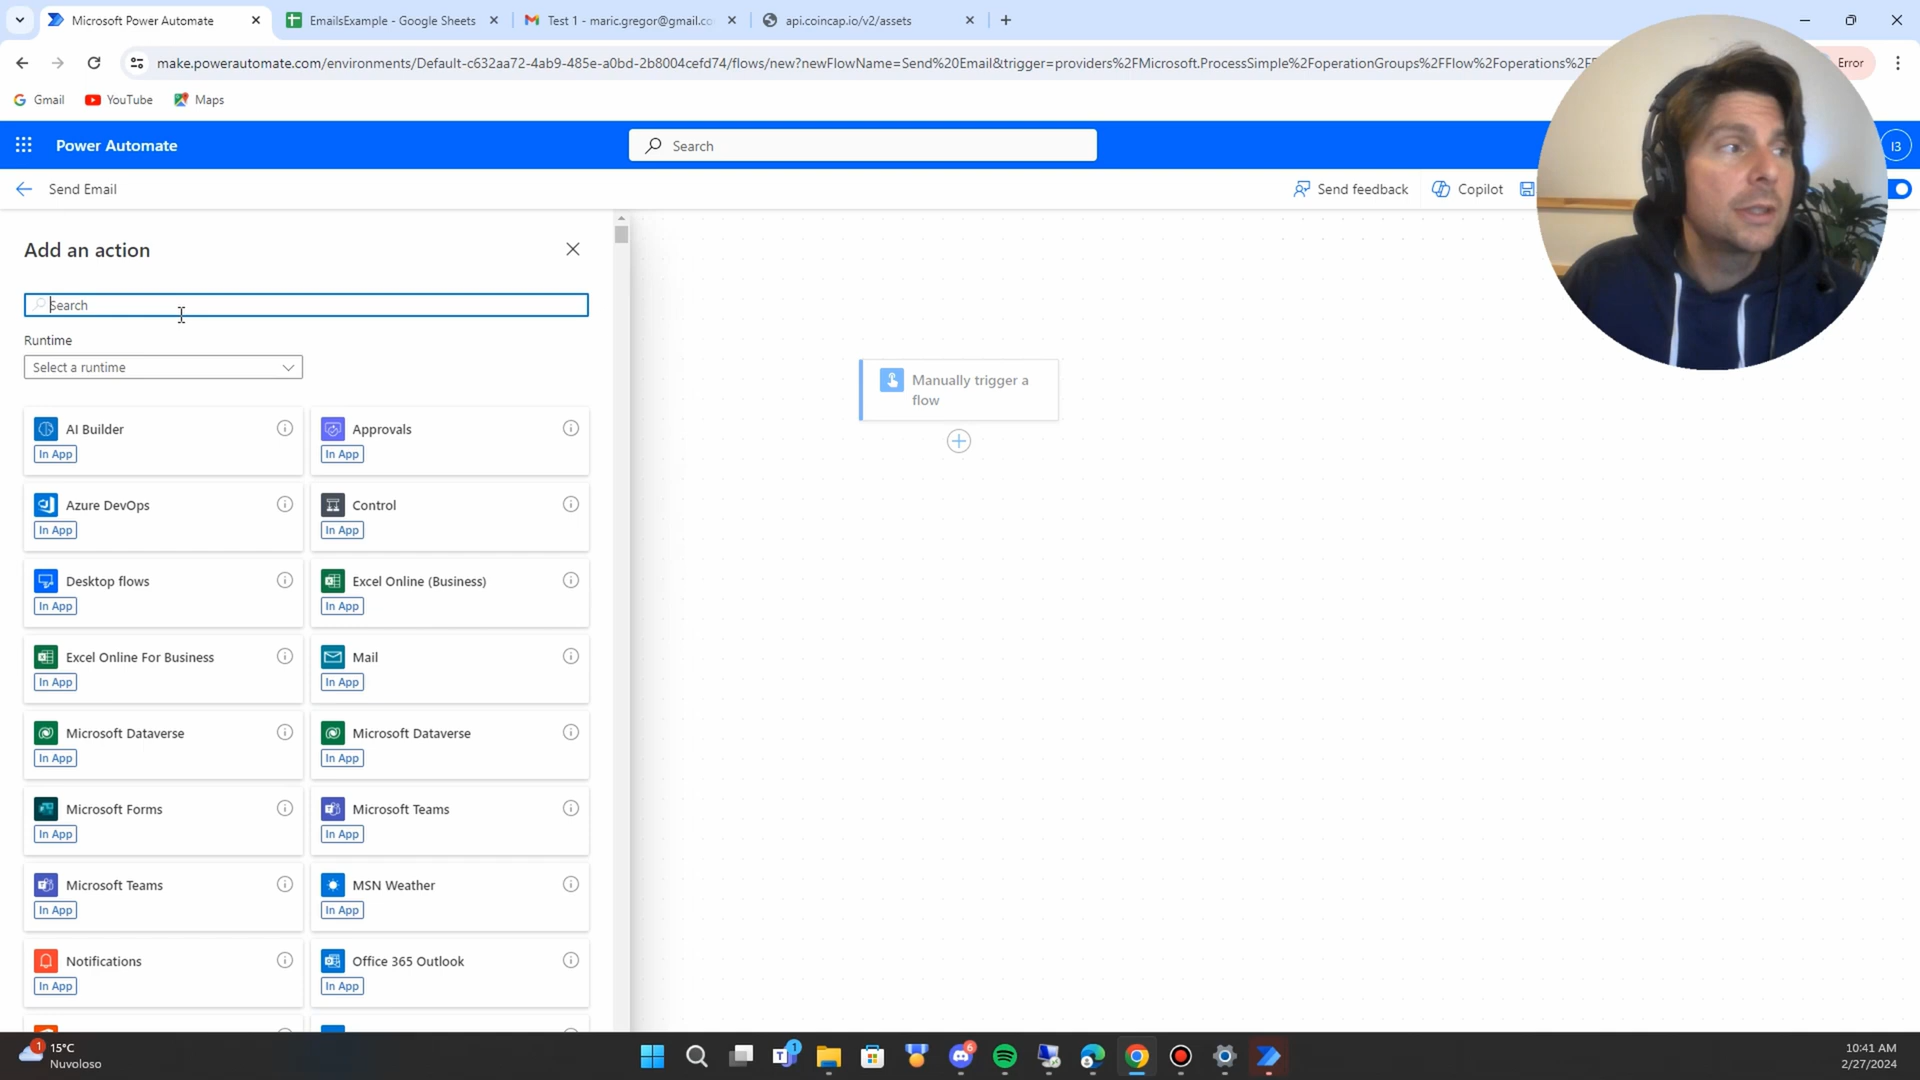 Microsoft Power Automate
EmailsExample - Google Sheets
Test 1 - maric.gregor@gmail.co
api.coincap.io/v2/assets
make.powerautomate.com/environments/Default-c632aa72-4ab9-485e-a0bd-2b8004cefd74/flows/new?newFlowName=Send%20Email&trigger=providers%2FMicrosoft.ProcessSimple%2FoperationGroups%2FFlow%2Foperations%2F
Error
Gmail
YouTube
Maps
Power Automate
Search
I3
Send Email
Send feedback
Copilot
Add an action
Search
Runtime
Select a runtime
Manually trigger a
flow
AI Builder
In App
Approvals
In App
Azure DevOps
In App
Control
In App
Desktop flows
In App
Excel Online (Business)
In App
Excel Online For Business
In App
Mail
In App
Microsoft Dataverse
In App
Microsoft Dataverse
In App
Microsoft Forms
In App
Microsoft Teams
In App
Microsoft Teams
In App
MSN Weather
In App
Notifications
In App
Office 365 Outlook
In App
1
15°C
Nuvoloso
1
6
10:41 AM
2/27/2024